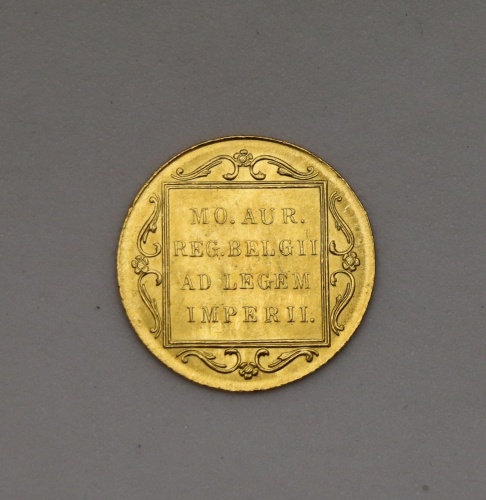 MO. AUR.
REG. BELGII
AD LEGEM
IMPERII.